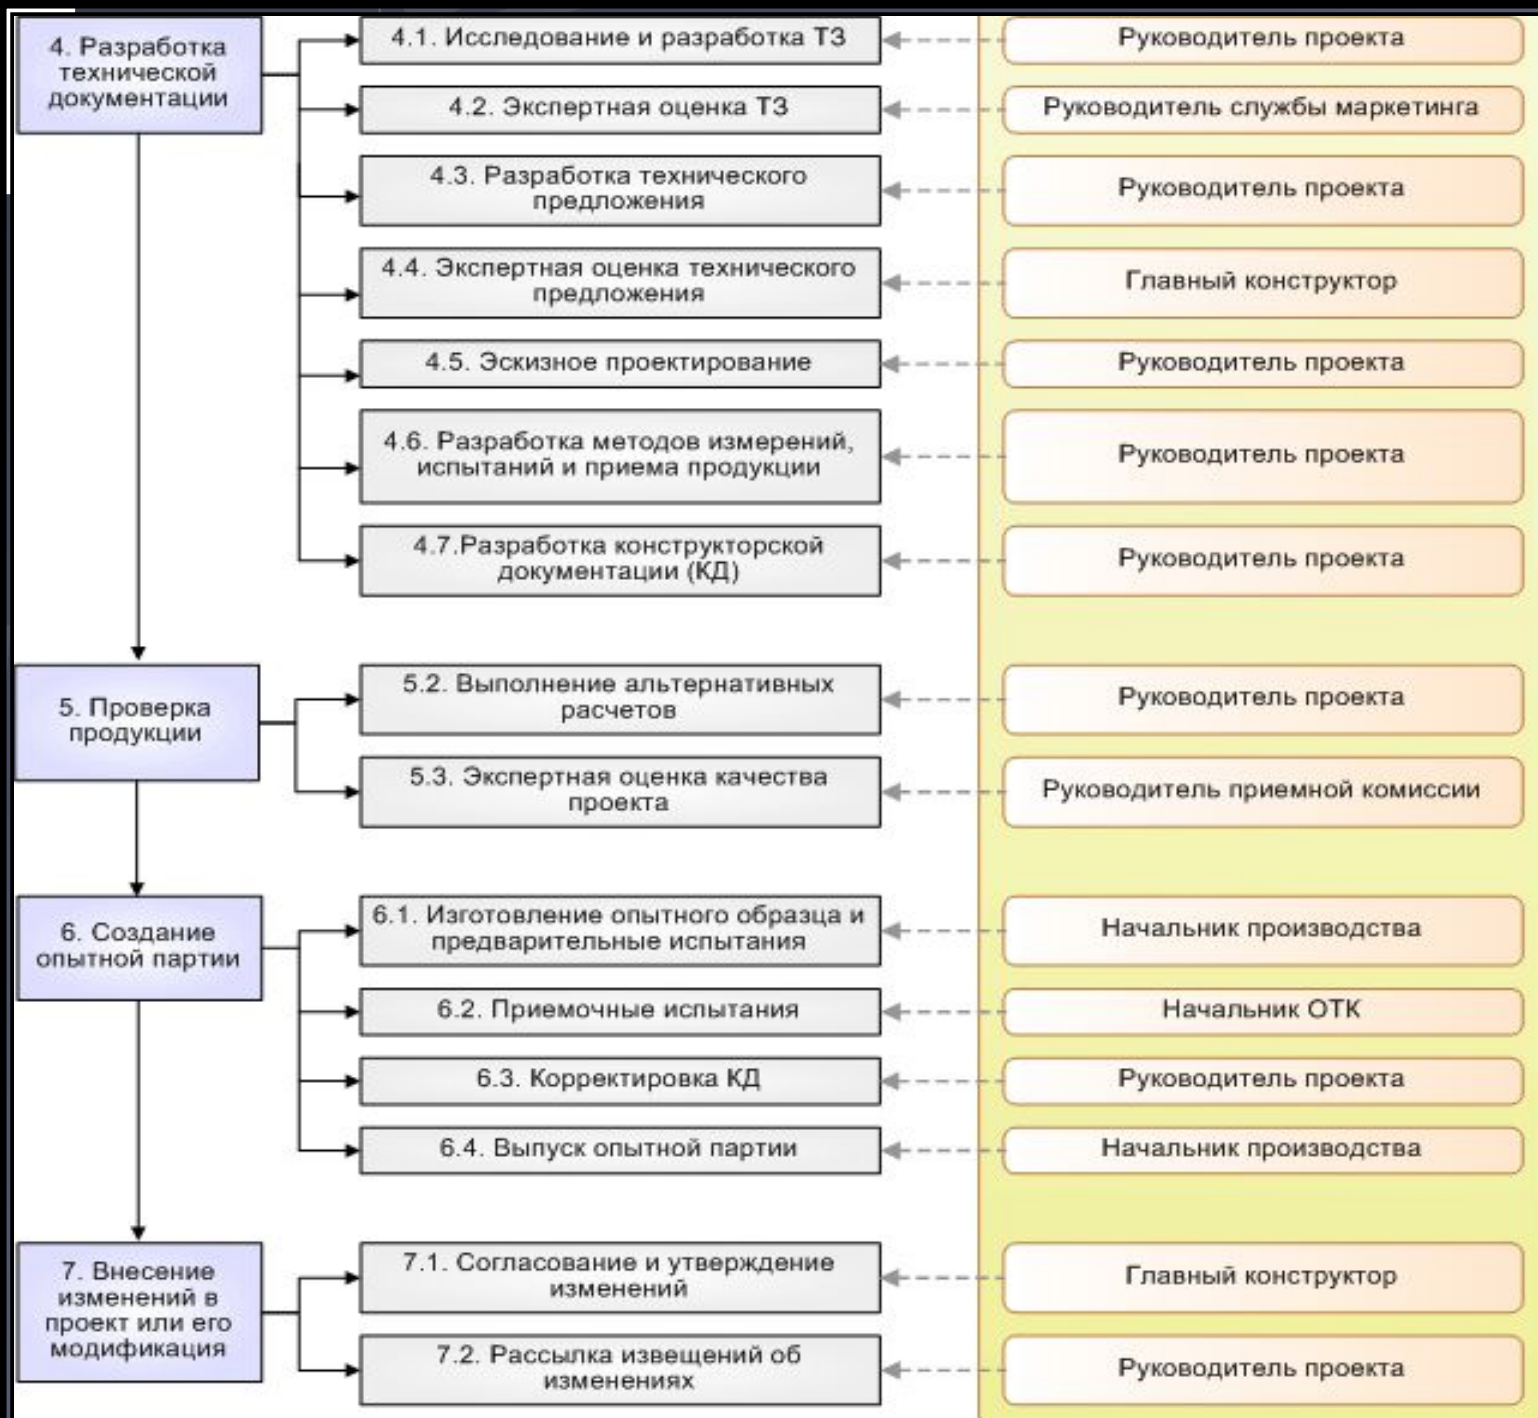 4. Разработка
технической
документации
4.1. Исследование и разработка ТЗ
Руководитель проекта
4.2. Экспертная оценка ТЗ
Руководитель службы маркетинга
4.3. Разработка технического
предложения
Руководитель проекта
4.4. Экспертная оценка технического
предложения
Главный конструктор
4.5. Эскизное проектирование
Руководитель проекта
4.6. Разработка методов измерений,
испытаний и приема продукции
Руководитель проекта
4.7.Разработка конструкторской
документации (КД)
Руководитель проекта
5. Проверка
продукции
5.2. Выполнение альтернативных
расчетов
Руководитель проекта
5.3. Экспертная оценка качества
проекта
Руководитель приемной комиссии
6. Создание
опытной партии
6.1. Изготовление опытного образца и
предварительные испытания
Начальник производства
6.2. Приемочные испытания
Начальник ОТК
6.3. Корректировка КД
Руководитель проекта
6.4. Выпуск опытной партии
Начальник производства
7. Внесение
изменений в
проект или его
модификация
7.1. Согласование и утверждение
изменений
Главный конструктор
7.2. Рассылка извещений об
изменениях
Руководитель проекта